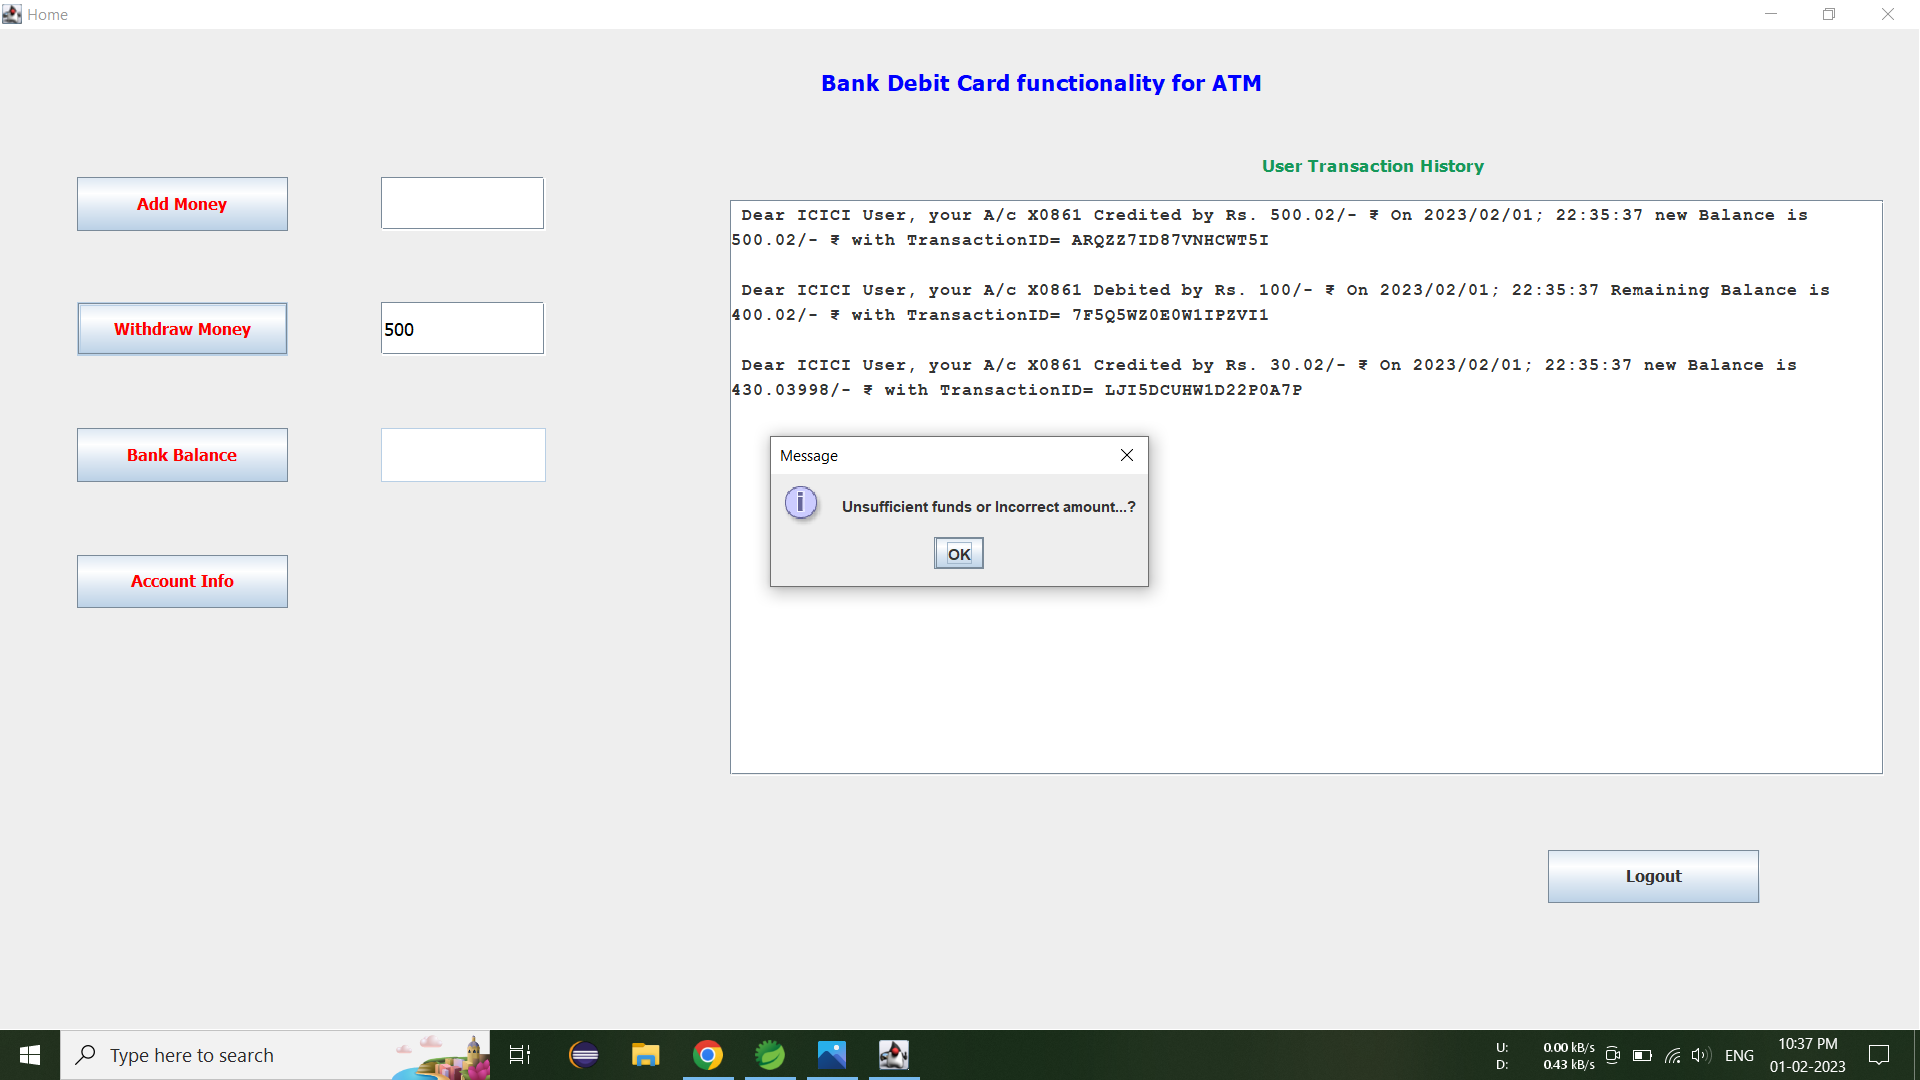 Home
Bank Debit Card functionality for ATM
User Transaction History
Add Money
Withdraw Money
500
Bank Balance
Account Info
Dear ICICI User, your A/c X0861 Credited by Rs. 500.02/- ₹ On 2023/02/01; 22:35:37 new Balance is
500.02/- ₹ with TransactionID= ARQZZ7ID87VNHCWT5I
Dear ICICI User, your A/c X0861 Debited by Rs. 100/- ₹ On 2023/02/01; 22:35:37 Remaining Balance is
400.02/- ₹ with TransactionID= 7F5Q5WZ0E0W1IPZVI1
Dear ICICI User, your A/c X0861 Credited by Rs. 30.02/- ₹ On 2023/02/01; 22:35:37 new Balance is
430.03998/- ₹ with TransactionID= LJI5DCUHW1D22P0A7P
Message
Unsufficient funds or Incorrect amount...?
OK
Logout
Type here to search
U: 0.00 kB/s
D: 0.43 kB/s
ENG
10:37 PM
01-02-2023